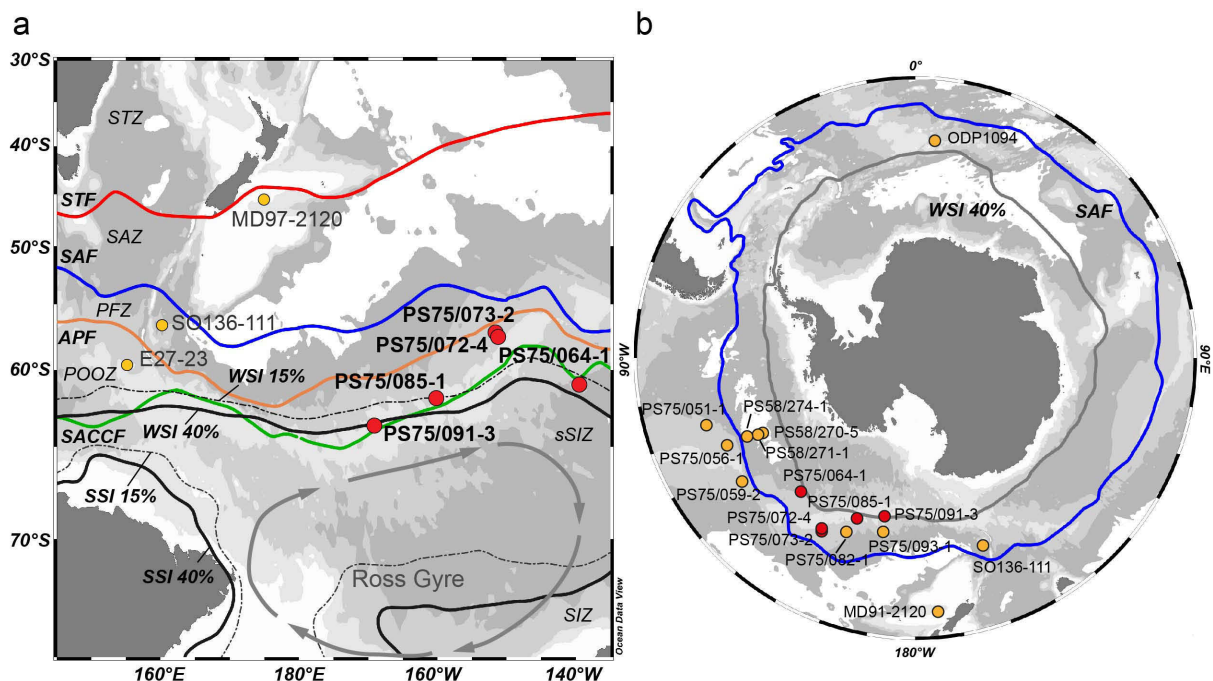 a
30°S
40°S
50°S
60°S
70°S
160°E
180°E
160°W
140°W
STZ
STF
SAZ
MD97-2120
SAF
PFZ
SO136-111
APF
E27-23
POOZ
PS75/073-2
PS75/072-4
PS75/064-1
WSI 15%
PS75/085-1
SACCF
WSI 40%
PS75/091-3
sSIZ
SSI 15%
SSI 40%
Ross Gyre
SIZ
Ocean Data View
b
0°
ODP1094
WSI 40%
SAF
90°W
90°E
PS75/051-1
PS58/274-1
PS58/270-5
PS75/056-1
PS58/271-1
PS75/064-1
PS75/059-2
PS75/085-1
PS75/091-3
PS75/072-4
PS75/073-2
PS75/082-1
PS75/093-1
SO136-111
MD91-2120
180°W